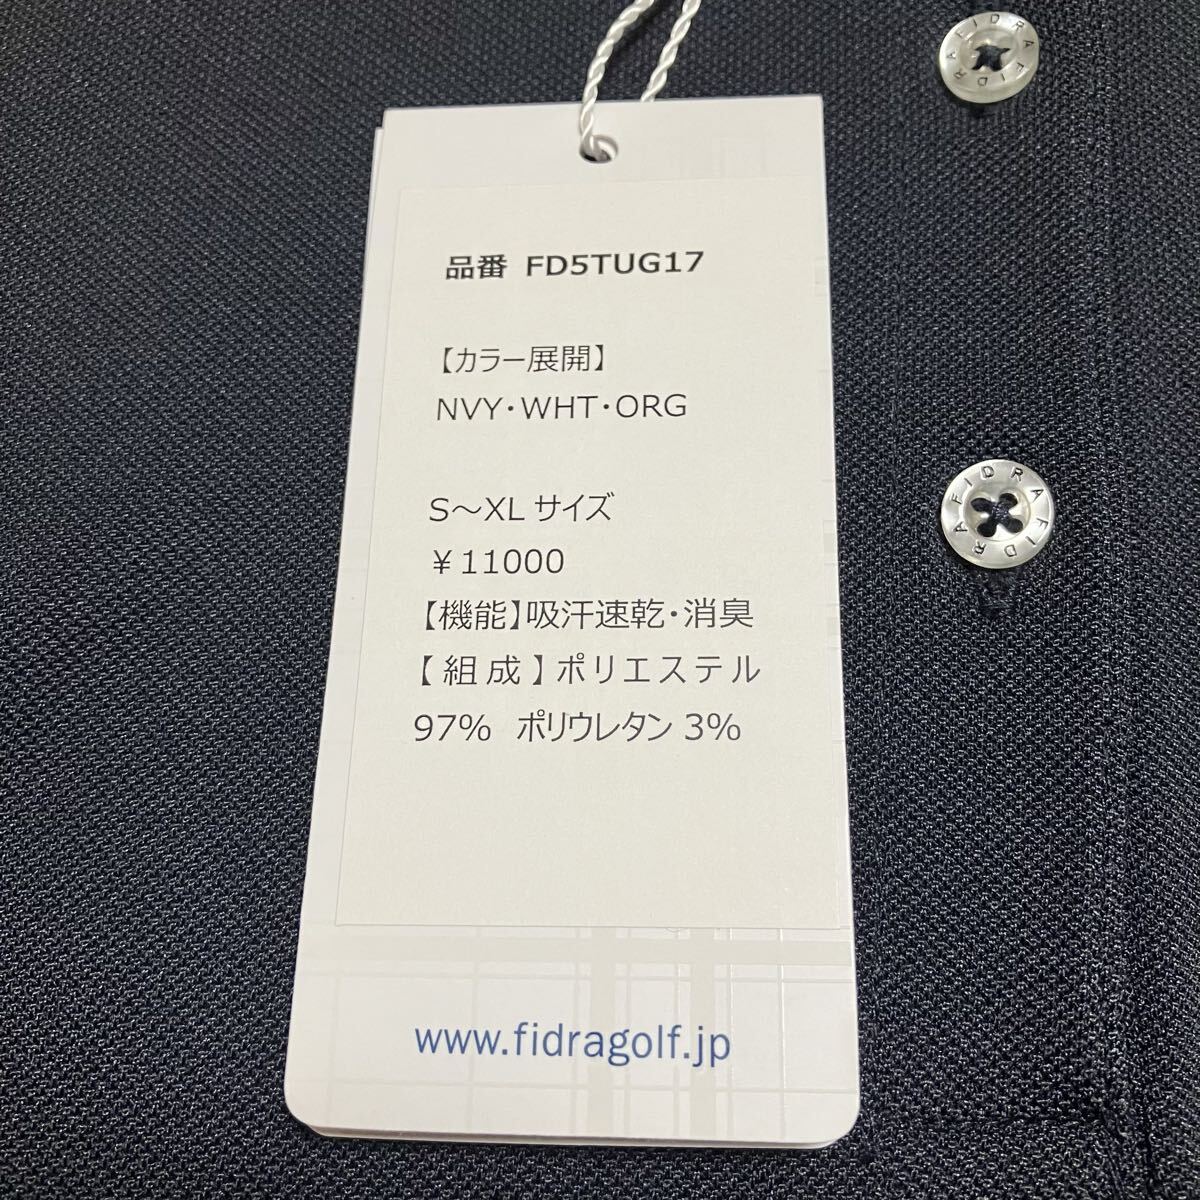 FIDRA FIDRA
品番 FD5TUG17
【カラー展開】
NVY・WHT・ORG
FIDRA FIDRA
S～XL サイズ
￥11000
【機能】吸汗速乾・消臭
【組成】ポリエステル
97% ポリウレタン 3%
www.fidragolf.jp